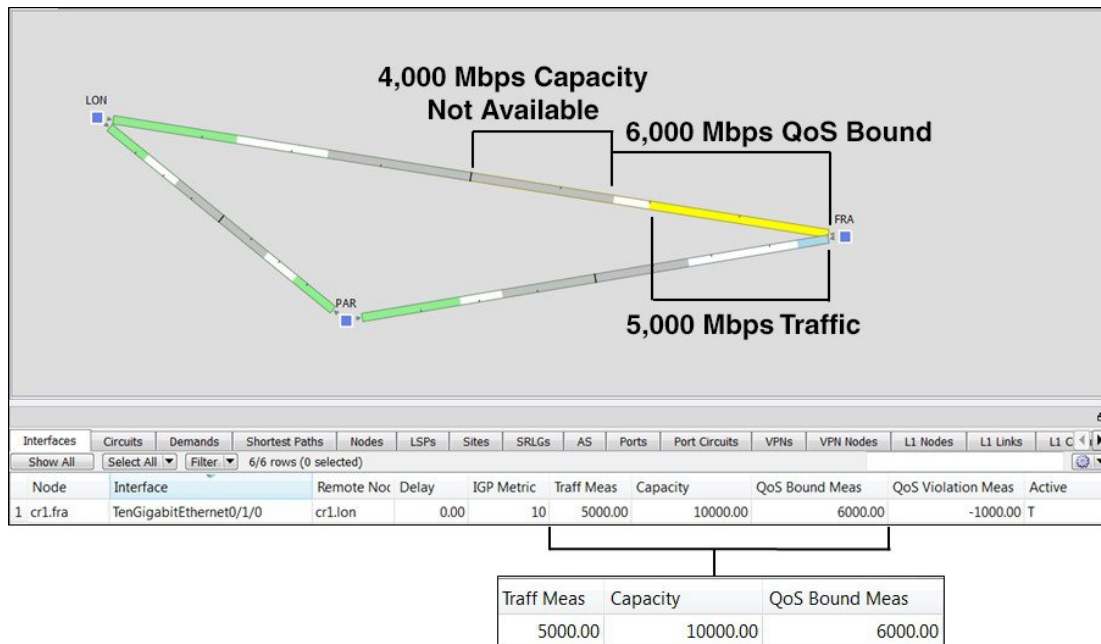 4,000 Mbps Capacity
Not Available
6,000 Mbps QoS Bound
LON
FRA
PAR
5,000 Mbps Traffic
Interfaces Circuits Demands Shortest Paths Nodes LSPs Sites SRLGs AS Ports Port Circuits VPNs VPN Nodes L1 Nodes L1 Links L1 C
Show All Select All Filter 6/6 rows (0 selected)
Node Interface Remote Noc Delay IGP Metric Traff Meas Capacity QoS Bound Meas QoS Violation Meas Active
1 cr1.fra TenGigabitEthernet0/1/0 cr1.lon 0.00 10 5000.00 10000.00 6000.00 -1000.00 T
Traff Meas Capacity QoS Bound Meas
5000.00 10000.00 6000.00